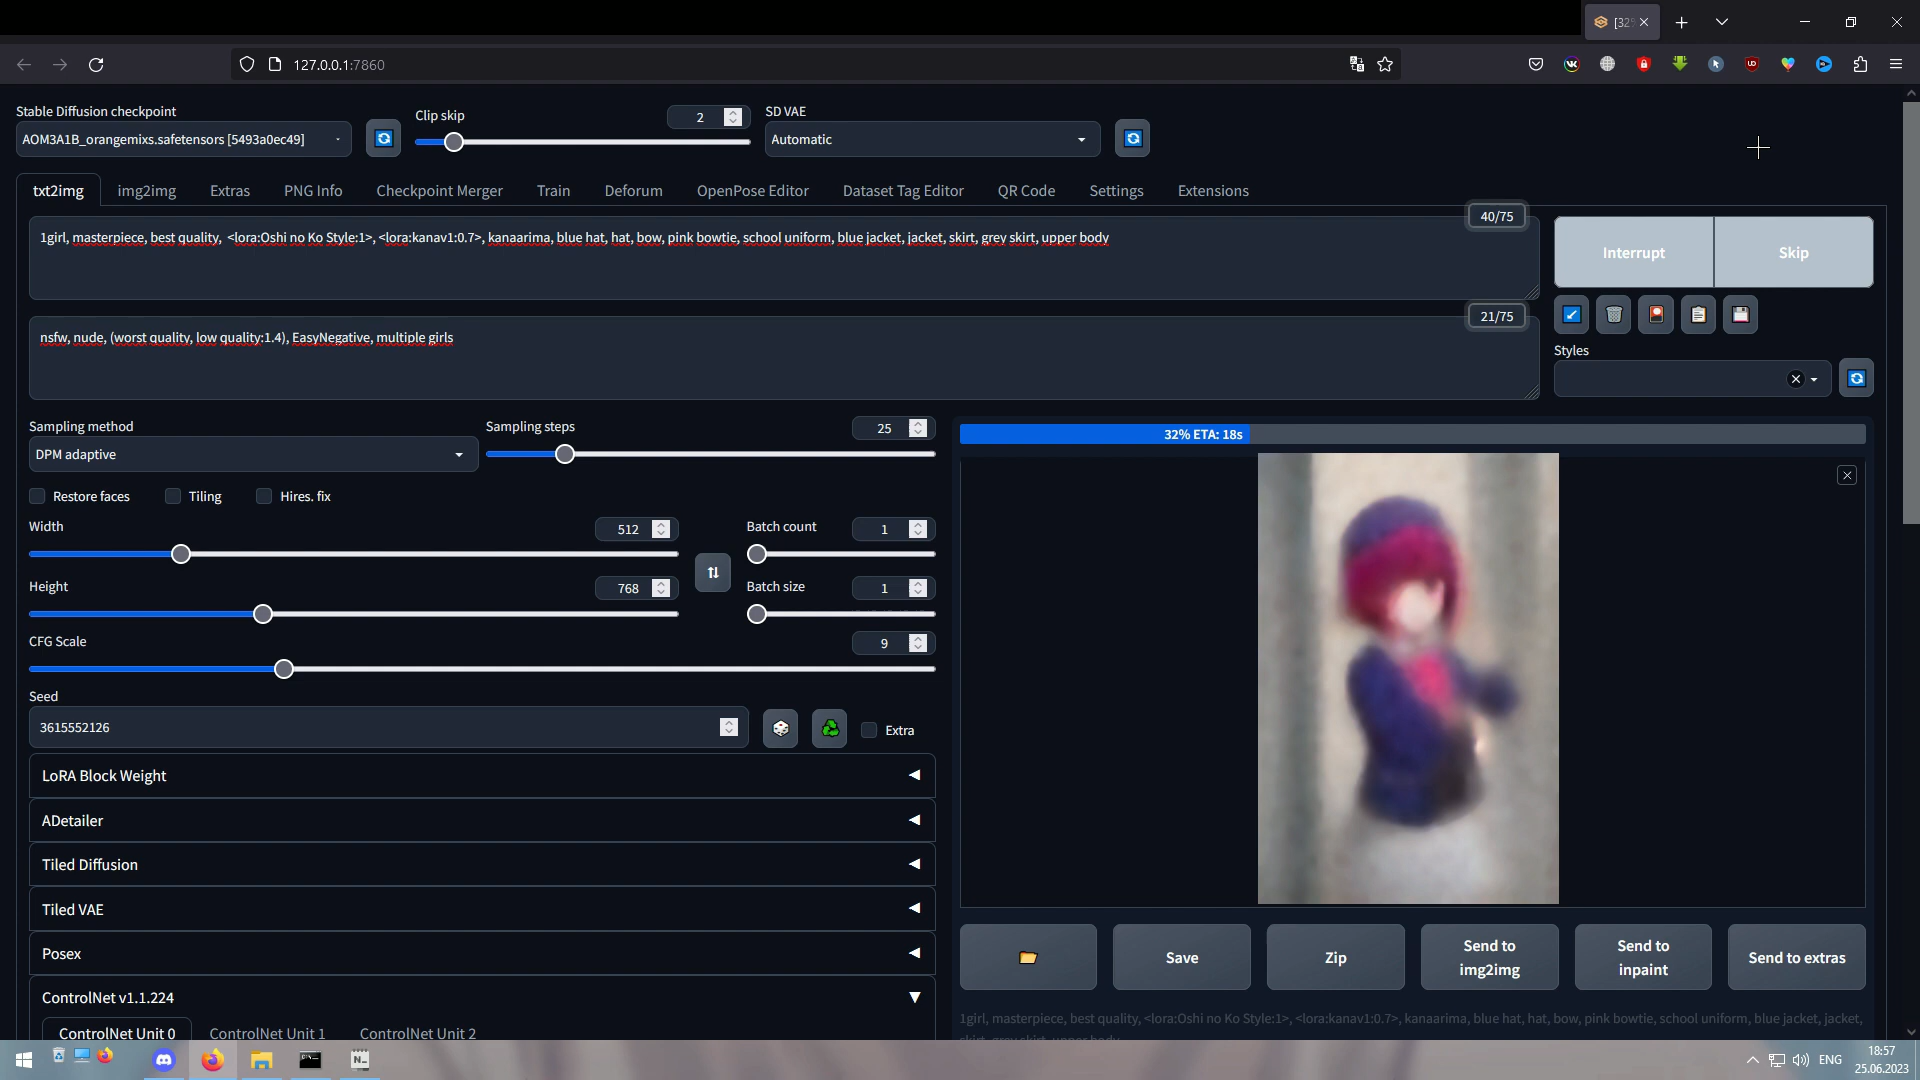 [325
127.0.0.1:7860
Stable Diffusion checkpoint
AOM3A1B_orangemixs.safetensors [5493a0ec49]
Clip skip
2
SD VAE
Automatic
txt2img
img2img
Extras
PNG Info
Checkpoint Merger
Train
Deforum
OpenPose Editor
Dataset Tag Editor
QR Code
Settings
Extensions
40/75
1girl, masterpiece, best quality,  <lora:Oshi no Ko Style:1>, <lora:kanav1:0.7>, kanaarima, blue hat, hat, bow, pink bowtie, school uniform, blue jacket, jacket, skirt, grey skirt, upper body
Interrupt
Skip
21/75
nsfw, nude, (worst quality, low quality:1.4), EasyNegative, multiple girls
Styles
Sampling method
DPM adaptive
Sampling steps
25
32% ETA: 18s
Restore faces
Tiling
Hires. fix
Width
512
Batch count
1
Height
768
Batch size
1
CFG Scale
9
Seed
3615552126
Extra
LoRA Block Weight
ADetailer
Tiled Diffusion
Tiled VAE
Posex
ControlNet v1.1.224
ControlNet Unit 0
ControlNet Unit 1
ControlNet Unit 2
Save
Zip
Send to
img2img
Send to
inpaint
Send to extras
1girl, masterpiece, best quality, <lora:Oshi no Ko Style:1>, <lora:kanav1:0.7>, kanaarima, blue hat, hat, bow, pink bowtie, school uniform, blue jacket, jacket,
skirt, grey skirt, upper body
ENG
18:57
25.06.2023